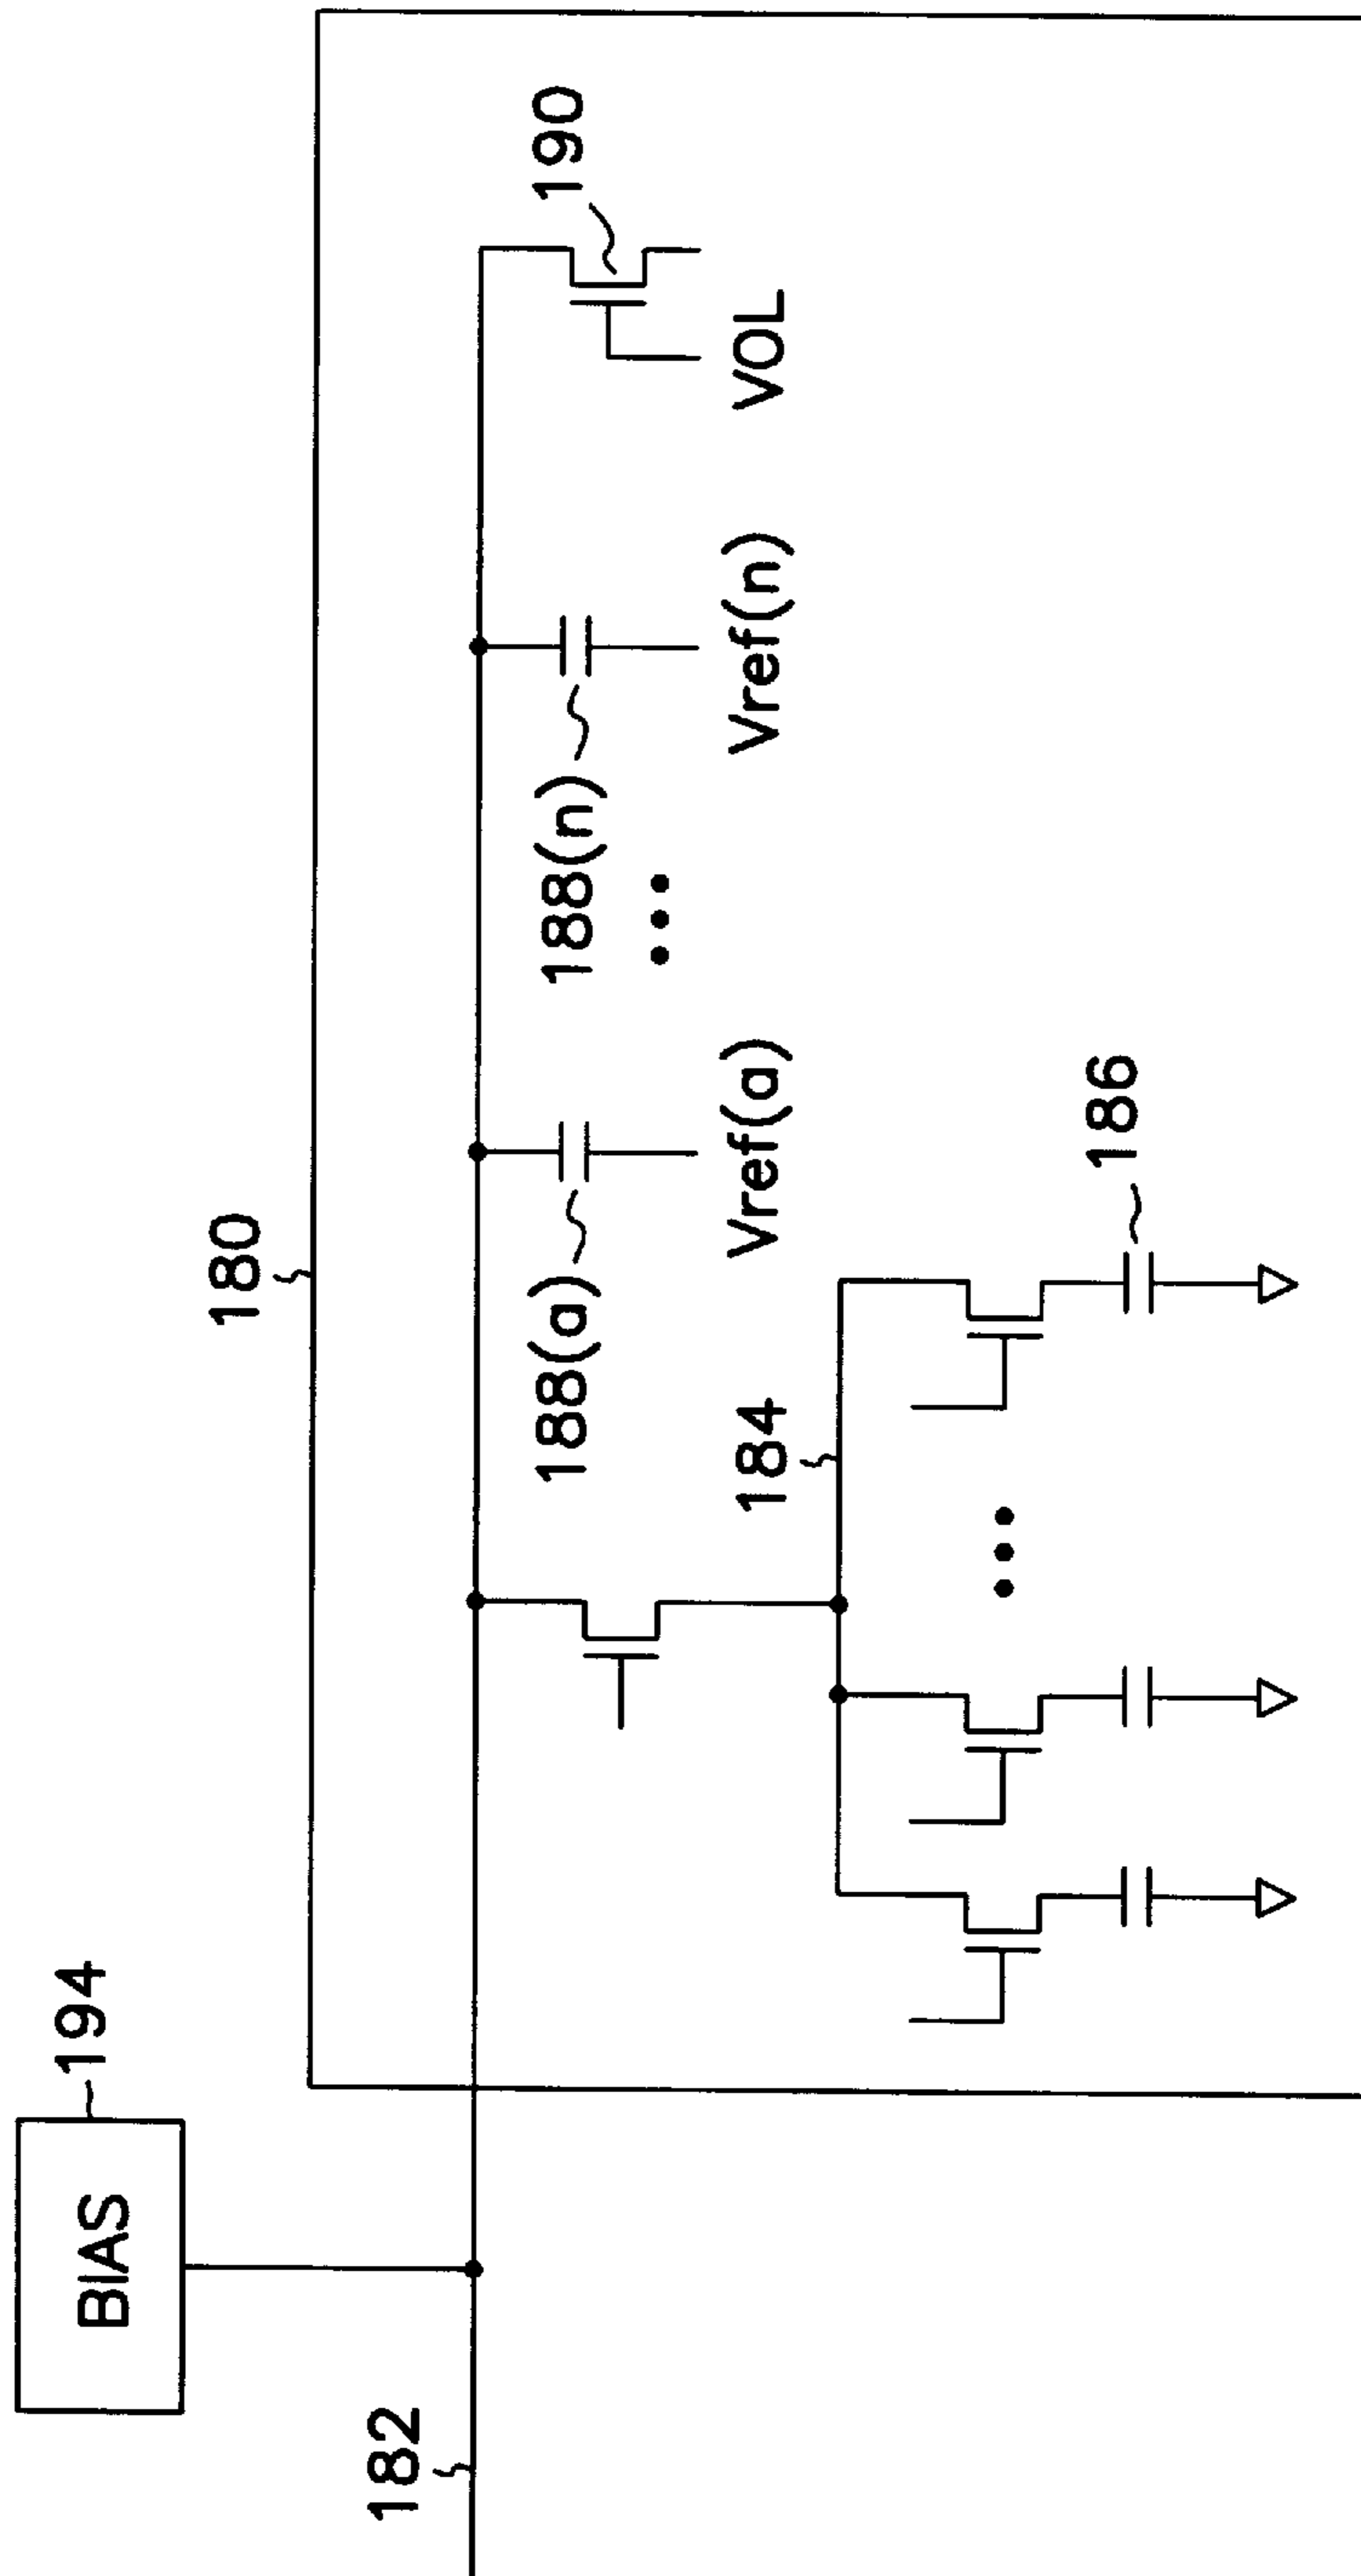 180
190
188(a)
188(n)
•••
Vref(a)
Vref(n)
VOL
184
•••
186
194
BIAS
182